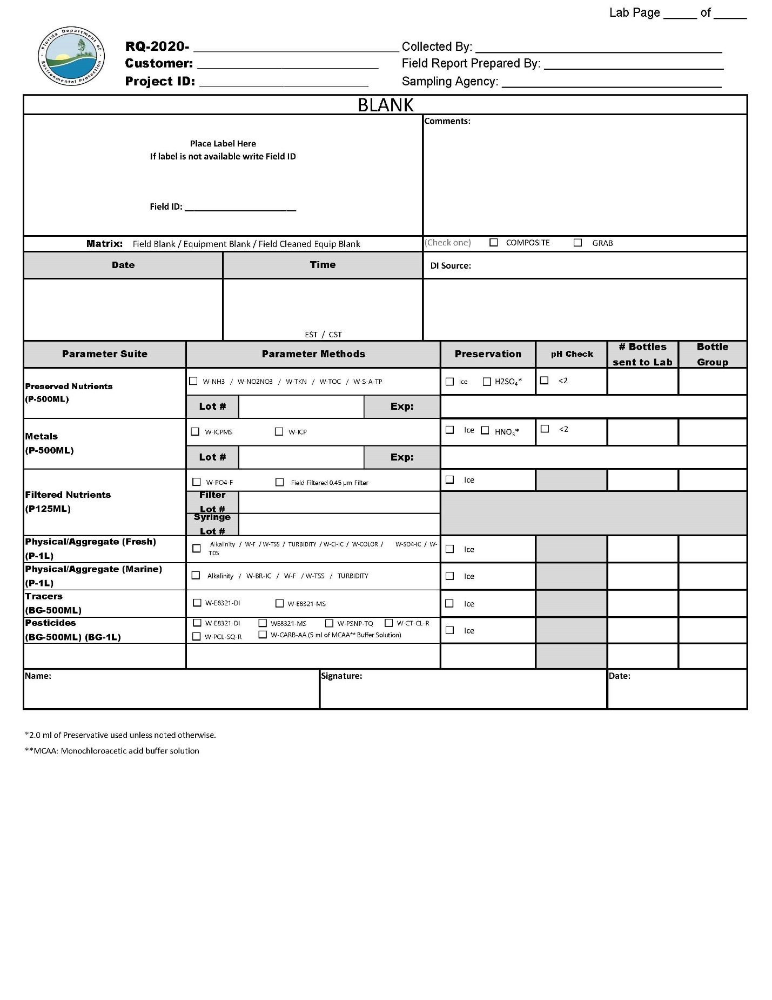 Lab Page _____ of _____
Florida Department of Environmental Protection
RQ-2020- ______________________________ Collected By: ____________________________________
Customer: ___________________________ Field Report Prepared By: __________________________
Project ID: _________________________ Sampling Agency: ________________________________
BLANK
Place Label Here
If label is not available write Field ID
Field ID: ______________________
Comments:
Matrix: Field Blank / Equipment Blank / Field Cleaned Equip Blank (Check one) ☐ COMPOSITE ☐ GRAB
Date Time DI Source:
EST / CST
Parameter Suite Parameter Methods Preservation pH Check # Bottles sent to Lab Bottle Group
Preserved Nutrients
(P-500ML)
☐ W-NH3 / W-NO2NO3 / W-TKN / W-TOC / W-S-A-TP ☐ Ice ☐ H2SO₄* ☐ <2
Lot # Exp:
Metals
(P-500ML)
☐ W-ICPMS ☐ W-ICP ☐ Ice ☐ HNO₃* ☐ <2
Lot # Exp:
Filtered Nutrients
(P125ML)
☐ W-PO4-F ☐ Field Filtered 0.45 µm Filter ☐ Ice
Filter
Lot #
Syringe
Lot #
Physical/Aggregate (Fresh)
(P-1L)
☐ Alkalinity / W-F / W-TSS / TURBIDITY / W-Cl-IC / W-COLOR / W-SO4-IC / W-
TDS
☐ Ice
Physical/Aggregate (Marine)
(P-1L)
☐ Alkalinity / W-BR-IC / W-F / W-TSS / TURBIDITY ☐ Ice
Tracers
(BG-500ML)
☐ W-E8321-DI ☐ W-E8321-MS ☐ Ice
Pesticides
(BG-500ML) (BG-1L)
☐ W-E8321-DI ☐ WE8321-MS ☐ W-PSNP-TQ ☐ W-CT-CL-R
☐ W-PCL-SQ-R ☐ W-CARB-AA (5 ml of MCAA** Buffer Solution)
☐ Ice
Name: Signature: Date:
*2.0 ml of Preservative used unless noted otherwise.
**MCAA: Monochloroacetic acid buffer solution